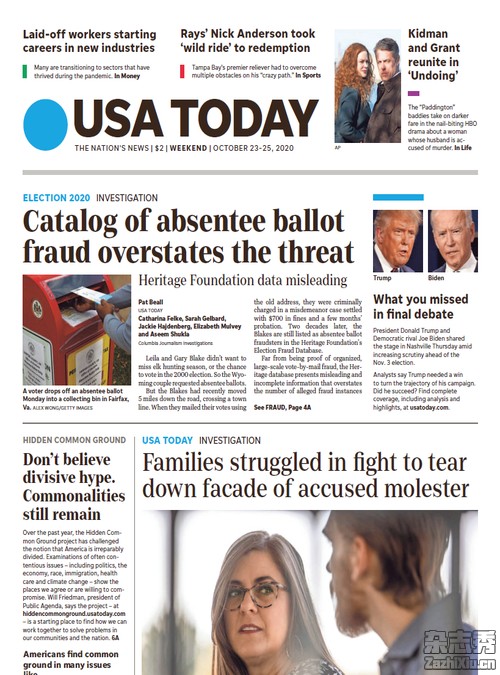 Laid-off workers starting
careers in new industries
Many are transitioning to sectors that have
thrived during the pandemic. In Money
Rays’ Nick Anderson took
‘wild ride’ to redemption
Tampa Bay’s premier reliever had to overcome
multiple obstacles on his “crazy path.” In Sports
Kidman
and Grant
reunite in
‘Undoing’
The “Paddington”
baddies take on darker
fare in the nail-biting HBO
drama about a woman
whose husband is ac-
cused of murder. In Life
AP
USA TODAY
THE NATION’S NEWS | $2 | WEEKEND | OCTOBER 23-25, 2020
ELECTION 2020 INVESTIGATION
Catalog of absentee ballot
fraud overstates the threat
Heritage Foundation data misleading
A voter drops off an absentee ballot
Monday into a collecting bin in Fairfax,
Va. ALEX WONG/GETTY IMAGES
Pat Beall
USA TODAY
Catharina Felke, Sarah Gelbard,
Jackie Hajdenberg, Elizabeth Mulvey
and Aseem Shukla
Columbia Journalism Investigations
Leila and Gary Blake didn’t want to
miss elk hunting season, or the chance
to vote in the 2000 election. So the Wyo-
ming couple requested absentee ballots.
But the Blakes had recently moved
5 miles down the road, crossing a town
line. When they mailed their votes using
the old address, they were criminally
charged in a misdemeanor case settled
with $700 in fines and a few months’
probation. Two decades later, the
Blakes are still listed as absentee ballot
fraudsters in the Heritage Foundation’s
Election Fraud Database.
Far from being proof of organized,
large-scale vote-by-mail fraud, the Her-
itage database presents misleading and
incomplete information that overstates
the number of alleged fraud instances
See FRAUD, Page 4A
Trump
Biden
What you missed
in final debate
President Donald Trump and
Democratic rival Joe Biden shared
the stage in Nashville Thursday amid
increasing scrutiny ahead of the
Nov. 3 election.
Analysts say Trump needed a win
to turn the trajectory of his campaign.
Did he succeed? Find complete
coverage, including analysis and
highlights, at usatoday.com.
HIDDEN COMMON GROUND
Don’t believe
divisive hype.
Commonalities
still remain
Over the past year, the Hidden Com-
mon Ground project has challenged
the notion that America is irreparably
divided. Examinations of often con-
tentious issues – including politics, the
economy, race, immigration, health
care and climate change – show the
places we agree or are willing to com-
promise. Will Friedman, president of
Public Agenda, says the project – at
hiddencommonground.usatoday.com
– is a starting place to find how we can
work together to solve problems in
our communities and the nation. 6A
Americans find common
ground in many issues
like
USA TODAY INVESTIGATION
Families struggled in fight to tear
down facade of accused molester
杂志秀
ZaZhiXiu.cn